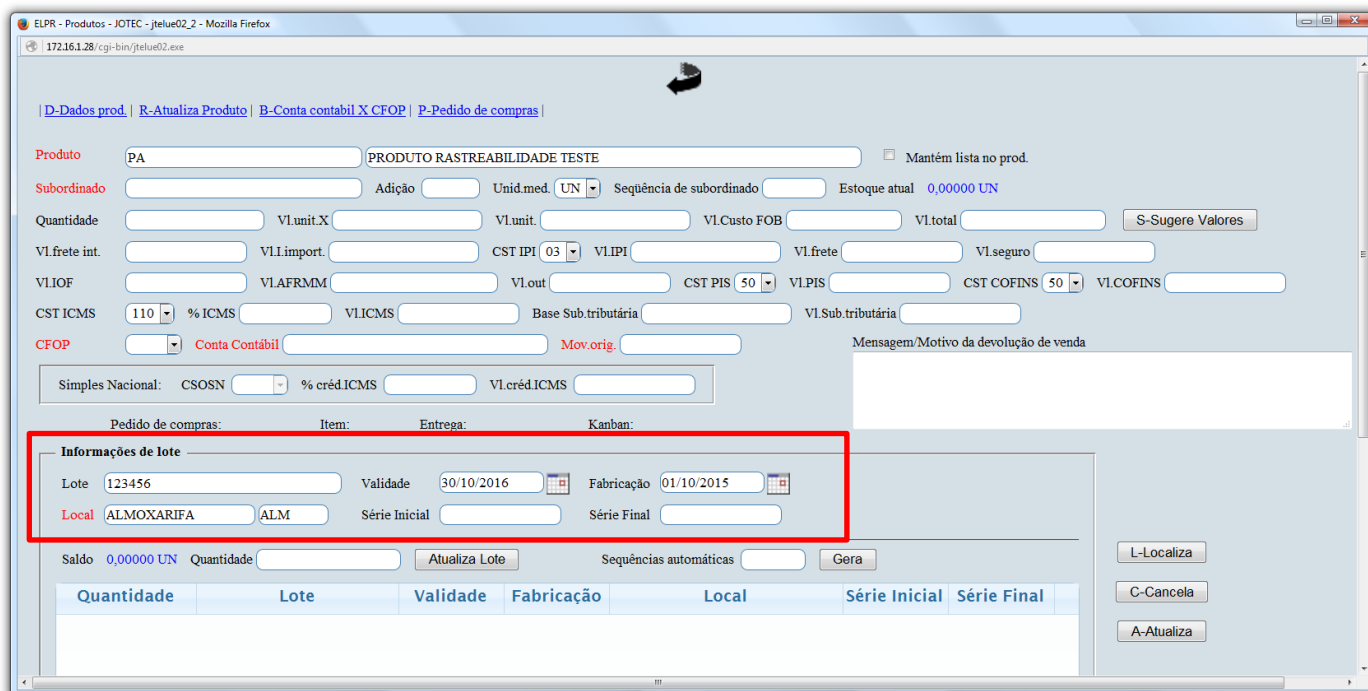 ELPR - Produtos - JOTEC - jtelue02_2 - Mozilla Firefox
172.16.1.28/cgi-bin/jtelue02.exe
| D-Dados prod. | R-Atualiza Produto | B-Conta contabil X CFOP | P-Pedido de compras |
Produto PA PRODUTO RASTREABILIDADE TESTE Mantém lista no prod.
Subordinado Adição Unid.med. UN Seqüência de subordinado Estoque atual 0,00000 UN
Quantidade Vl.unit.X Vl.unit. Vl.Custo FOB Vl.total S-Sugere Valores
Vl.frete int. Vl.I.import. CST IPI 03 Vl.IPI Vl.frete Vl.seguro
Vl.IOF Vl.AFRMM Vl.out CST PIS 50 Vl.PIS CST COFINS 50 Vl.COFINS
CST ICMS 110 % ICMS Vl.ICMS Base Sub.tributária Vl.Sub.tributária
CFOP Conta Contábil Mov.orig. Mensagem/Motivo da devolução de venda
Simples Nacional: CSOSN % créd.ICMS Vl.créd.ICMS
Pedido de compras: Item: Entrega: Kanban:
Informações de lote
Lote 123456 Validade 30/10/2016 Fabricação 01/10/2015
Local ALMOXARIFA ALM Série Inicial Série Final
Saldo 0,00000 UN Quantidade Atualiza Lote Sequências automáticas Gera L-Localiza
Quantidade Lote Validade Fabricação Local Série Inicial Série Final C-Cancela
A-Atualiza